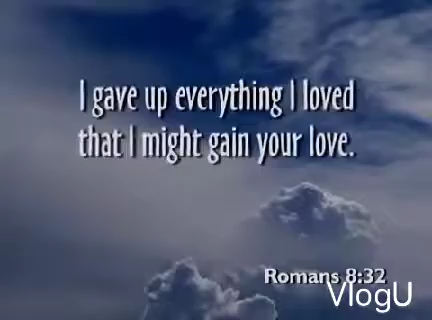 I gave up everything I loved
that I might gain your love.
Romans 8:32
VlogU